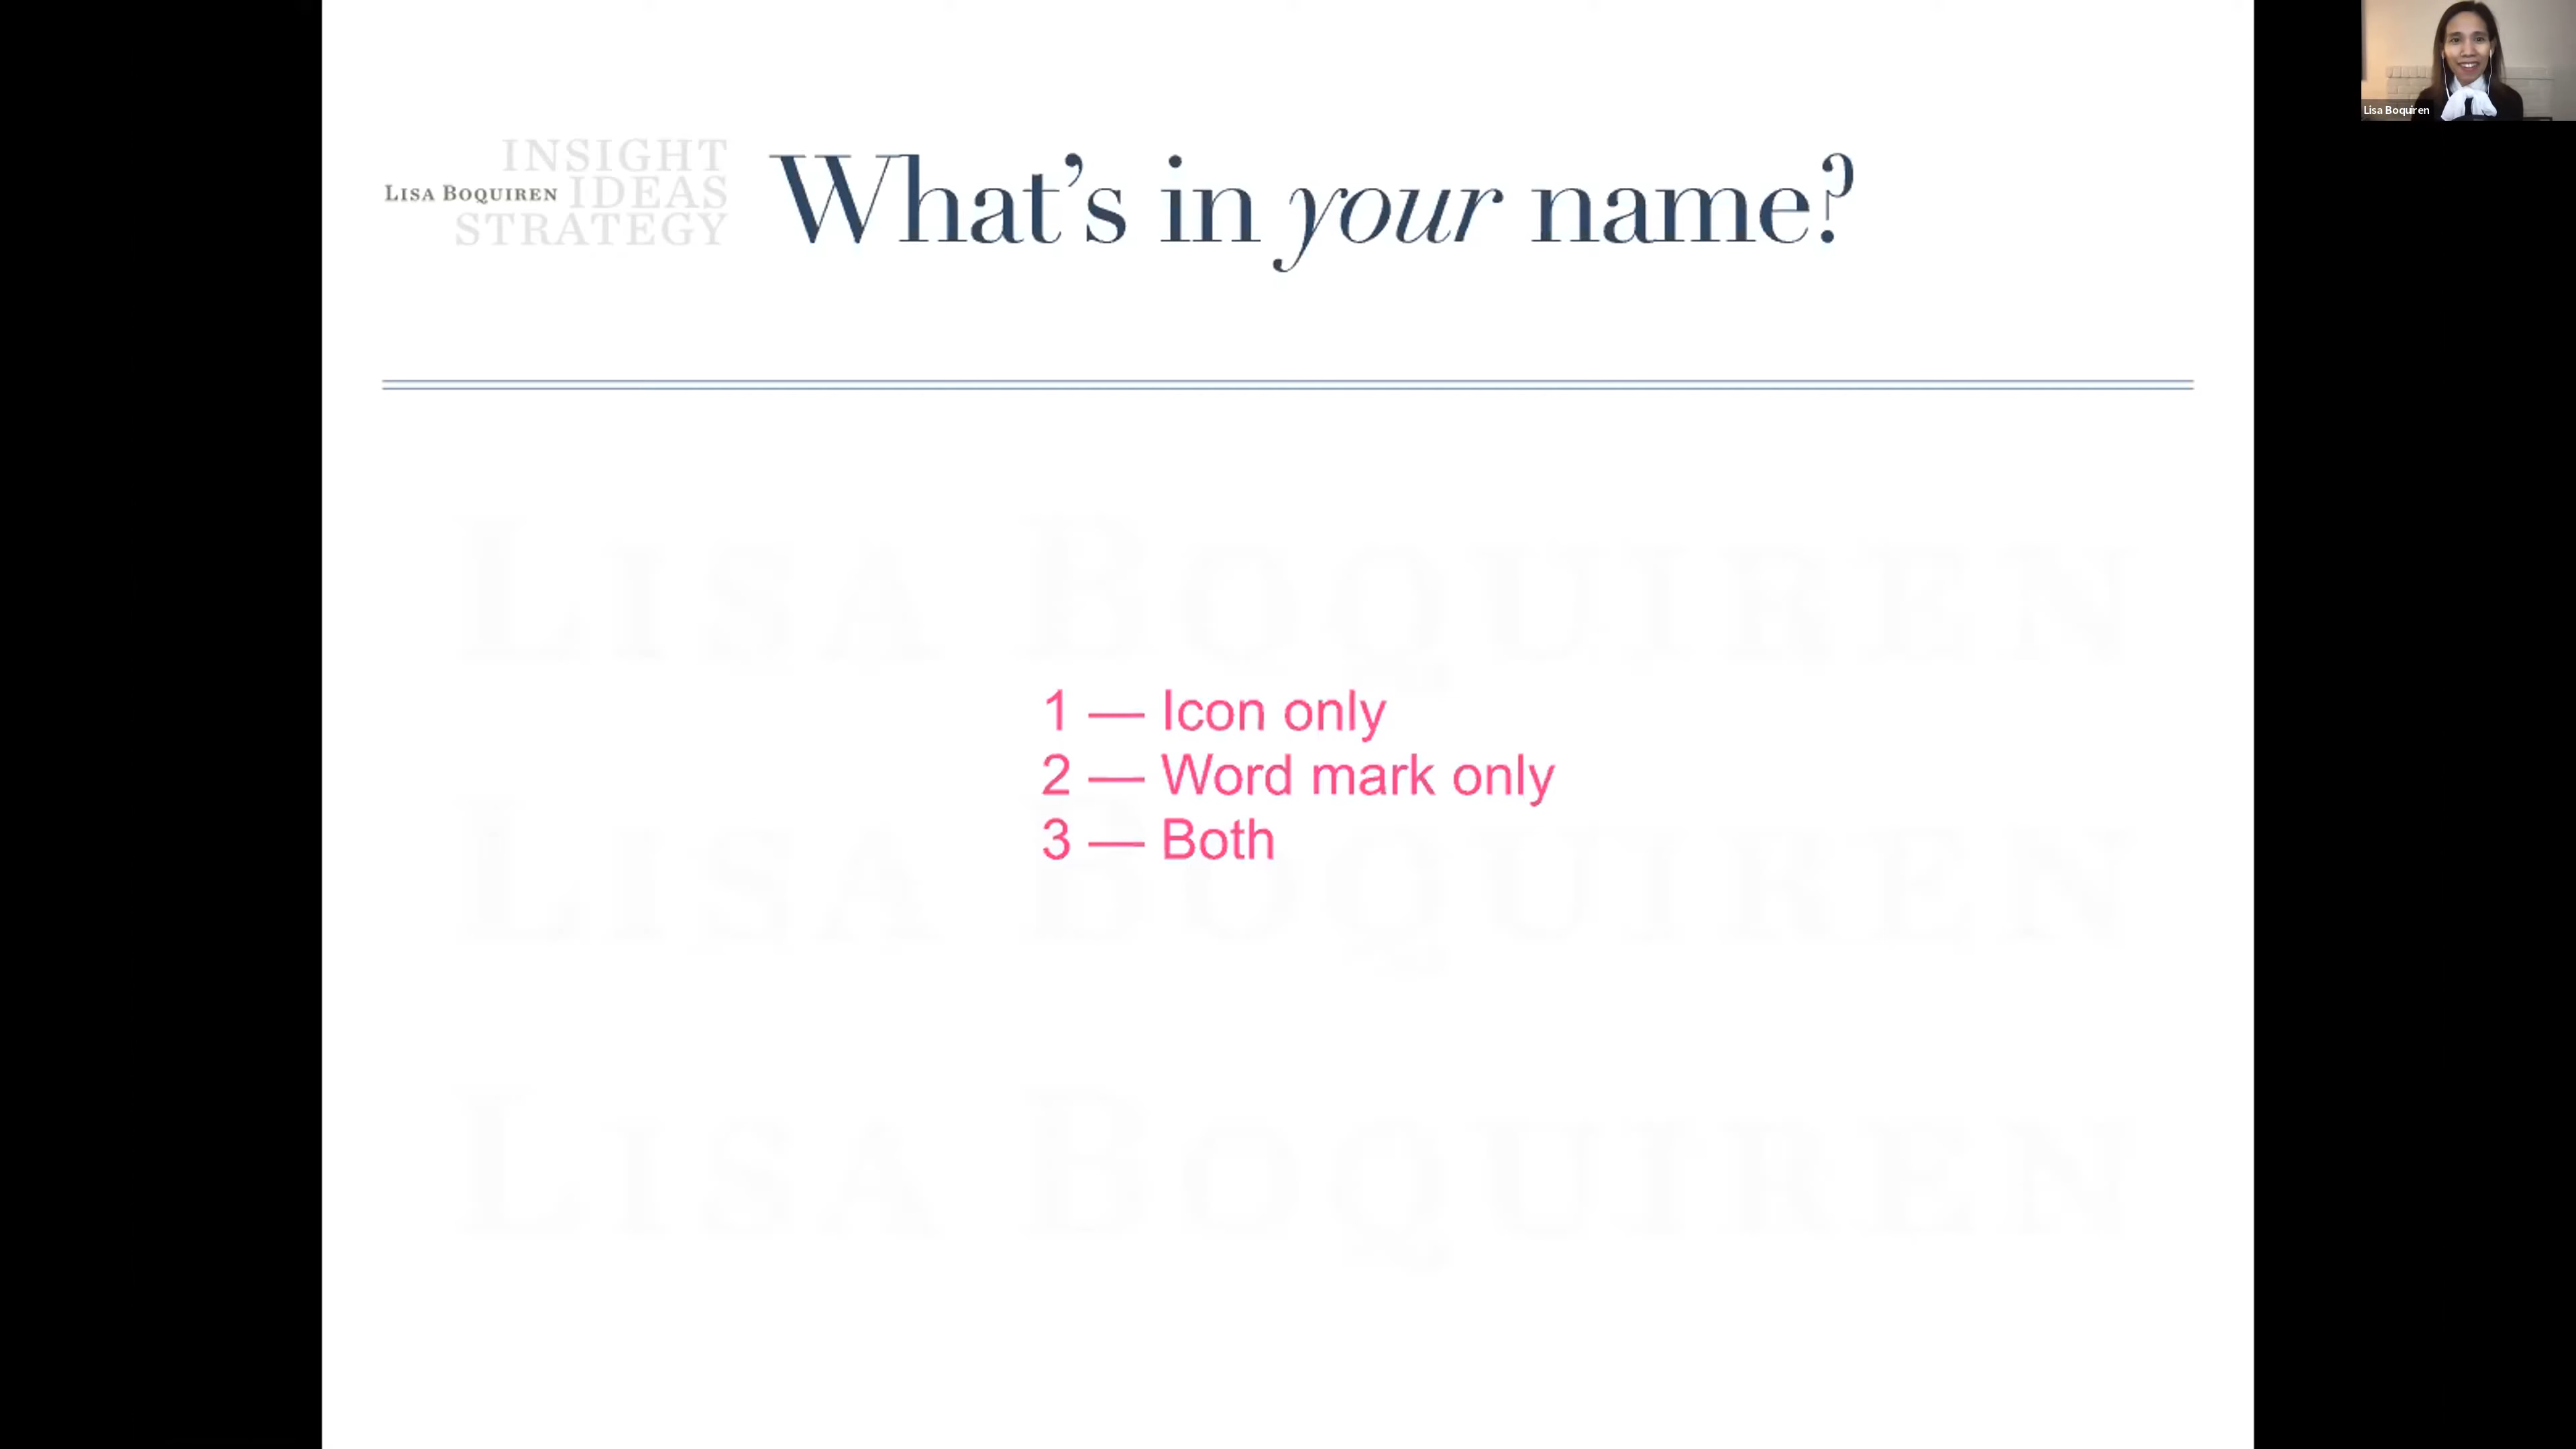 INSIGHT
LISA BOQUIREN IDEAS
STRATEGY
What's in your name?
Lisa Boquiren
LISA BOQUIREN
1 — Icon only
2 — Word mark only
3 — Both
LISA BOQUIREN
LISA BOQUIREN